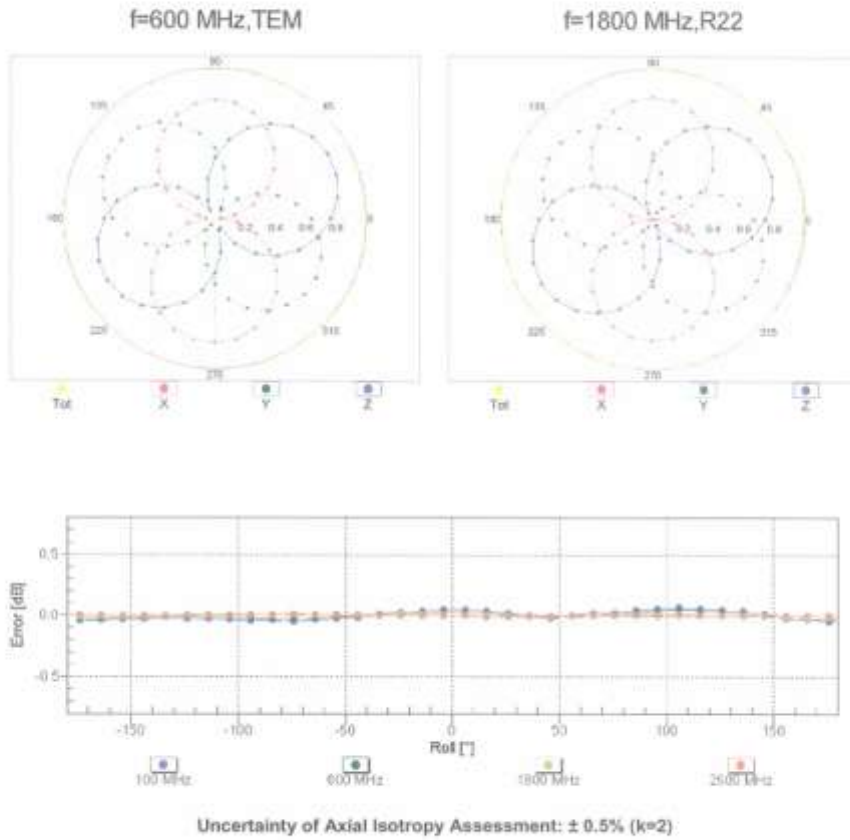 f=600 MHz,TEM
f=1800 MHz,R22
90
135
45
180
0.2 0.4 0.6 0.8
0
225
315
270
Tot X Y Z
90
135
45
180
0.2 0.4 0.6 0.8
0
225
315
270
Tot X Y Z
Error [dB]
0.5
0.0
-0.5
-150 -100 -50 0 50 100 150
Roll [°]
100 MHz 600 MHz 1800 MHz 2500 MHz
Uncertainty of Axial Isotropy Assessment: ± 0.5% (k=2)